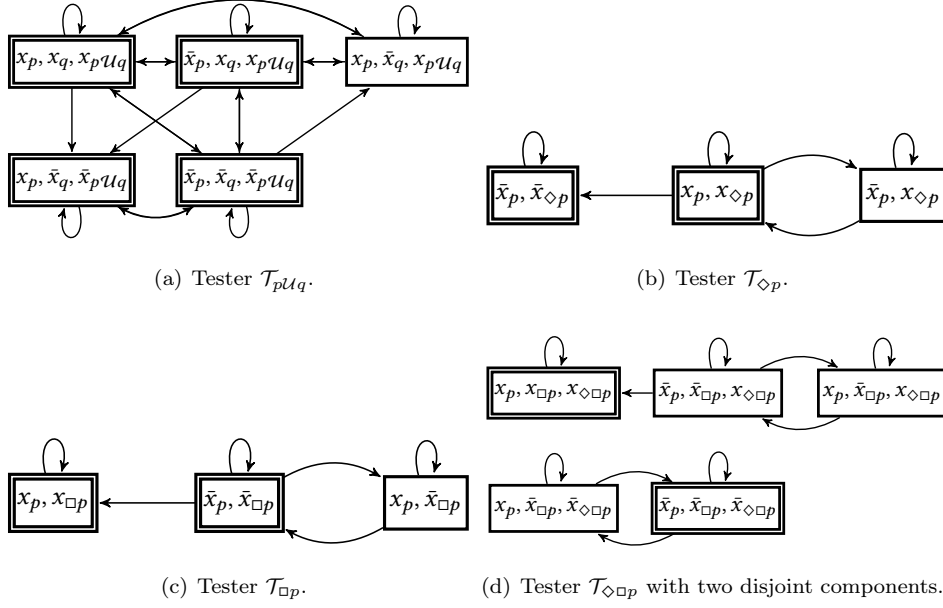 x_p, x_q, x_{p𝒰q}
x̄_p, x_q, x_{p𝒰q}
x_p, x̄_q, x_{p𝒰q}
x_p, x̄_q, x̄_{p𝒰q}
x̄_p, x̄_q, x̄_{p𝒰q}
(a) Tester 𝒯_{p𝒰q}.
x̄_p, x̄_{◇p}
x_p, x_{◇p}
x̄_p, x_{◇p}
(b) Tester 𝒯_{◇p}.
x_p, x_{□p}
x̄_p, x̄_{□p}
x_p, x̄_{□p}
(c) Tester 𝒯_{□p}.
x_p, x_{□p}, x_{◇□p}
x̄_p, x̄_{□p}, x_{◇□p}
x_p, x̄_{□p}, x_{◇□p}
x_p, x̄_{□p}, x̄_{◇□p}
x̄_p, x̄_{□p}, x̄_{◇□p}
(d) Tester 𝒯_{◇□p} with two disjoint components.